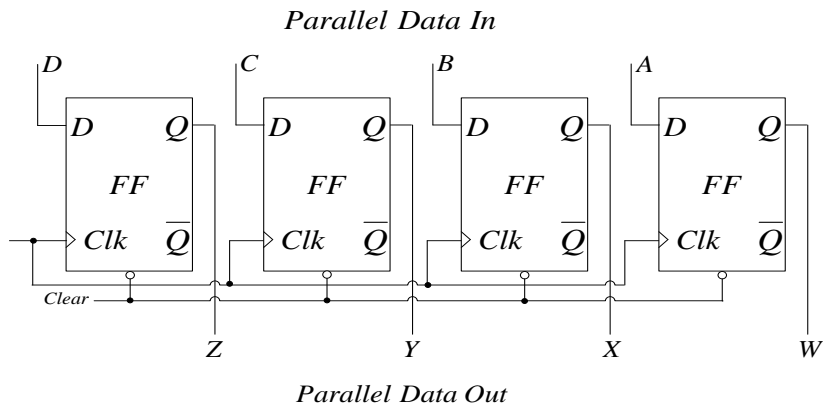 Parallel Data In
D C B A
D Q D Q D Q D Q
FF FF FF FF
Clk Q̅ Clk Q̅ Clk Q̅ Clk Q̅
Clear
Z Y X W
Parallel Data Out